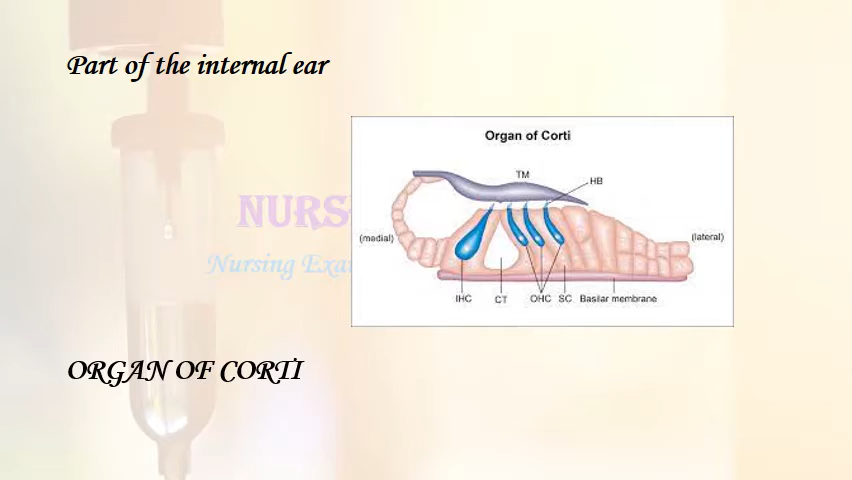 Part of the internal ear
Organ of Corti
TM
HB
NURS
(medial)
(lateral)
Nursing Exa
IHC CT OHC SC Basilar membrane
ORGAN OF CORTI